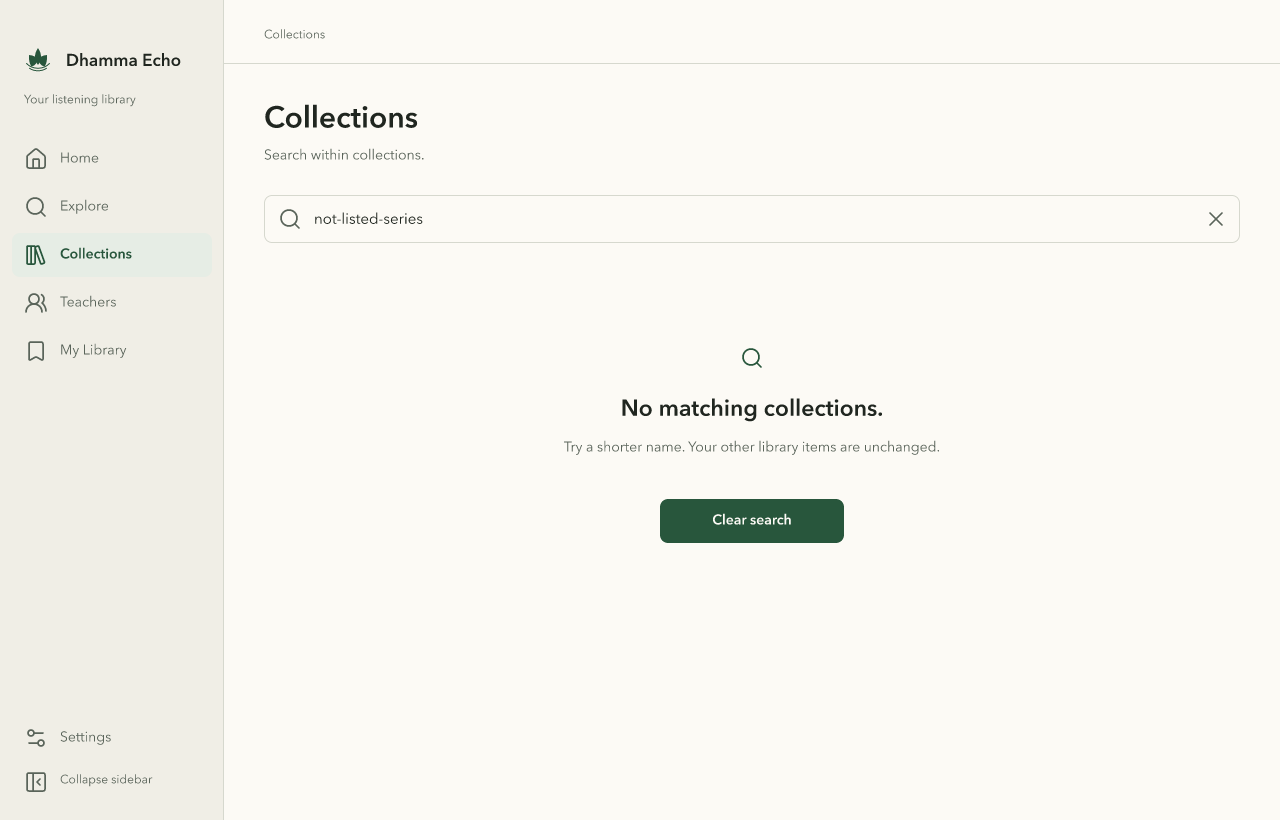 Dhamma Echo
Your listening library
Home
Explore
Collections
Teachers
My Library
Settings
Collapse sidebar
Collections
Collections
Search within collections.
not-listed-series
No matching collections.
Try a shorter name. Your other library items are unchanged.
Clear search